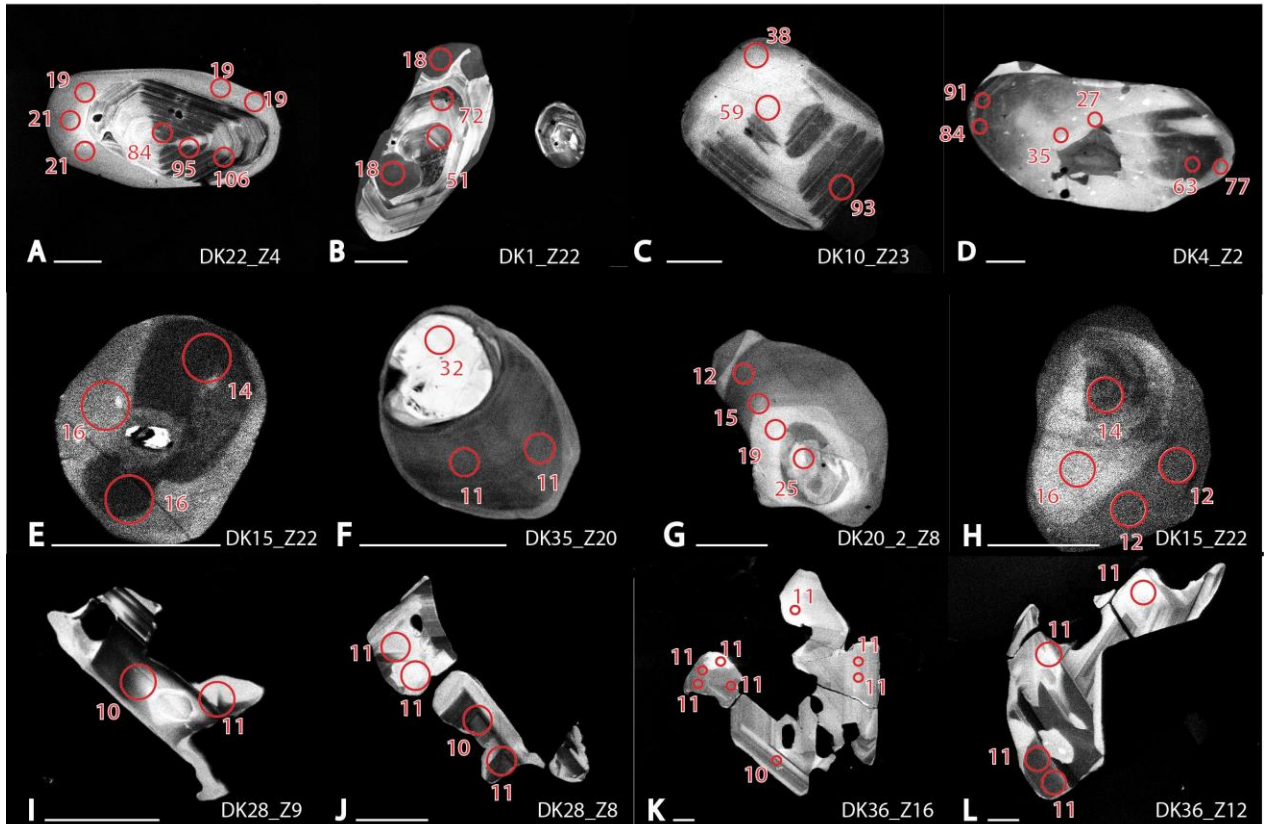 19
19
19
21
21
84
95
106
A
DK22_Z4
18
72
18
51
B
DK1_Z22
38
59
93
C
DK10_Z23
91
27
84
35
63
77
D
DK4_Z2
14
16
16
E
DK15_Z22
32
11
11
F
DK35_Z20
12
15
19
25
G
DK20_2_Z8
14
16
12
12
H
DK15_Z22
10
11
I
DK28_Z9
11
11
10
11
J
DK28_Z8
11
11
11
11
11
11
11
10
K
DK36_Z16
11
11
11
11
L
DK36_Z12